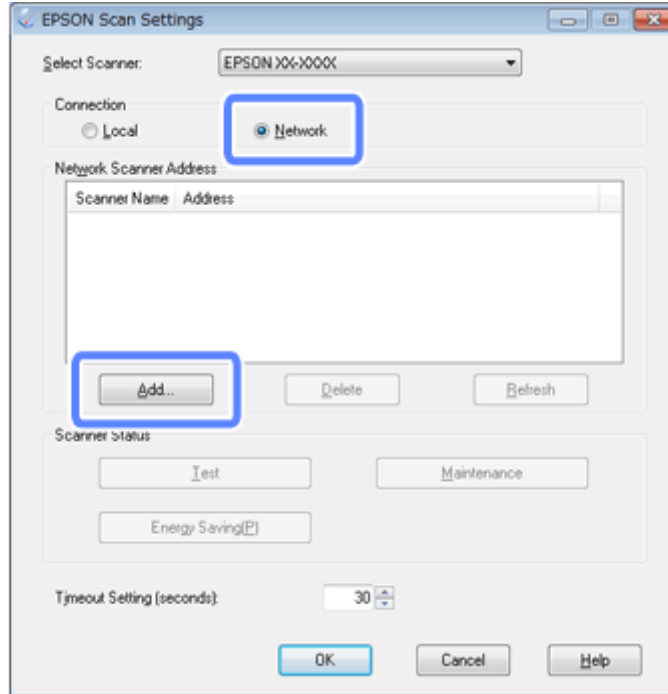 EPSON Scan Settings
Select Scanner: EPSON XX-XXXX
Connection
Local Network
Network Scanner Address
Scanner Name Address
Add... Delete Refresh
Scanner Status
Test Maintenance
Energy Saving(P)
Timeout Setting (seconds): 30
OK Cancel Help